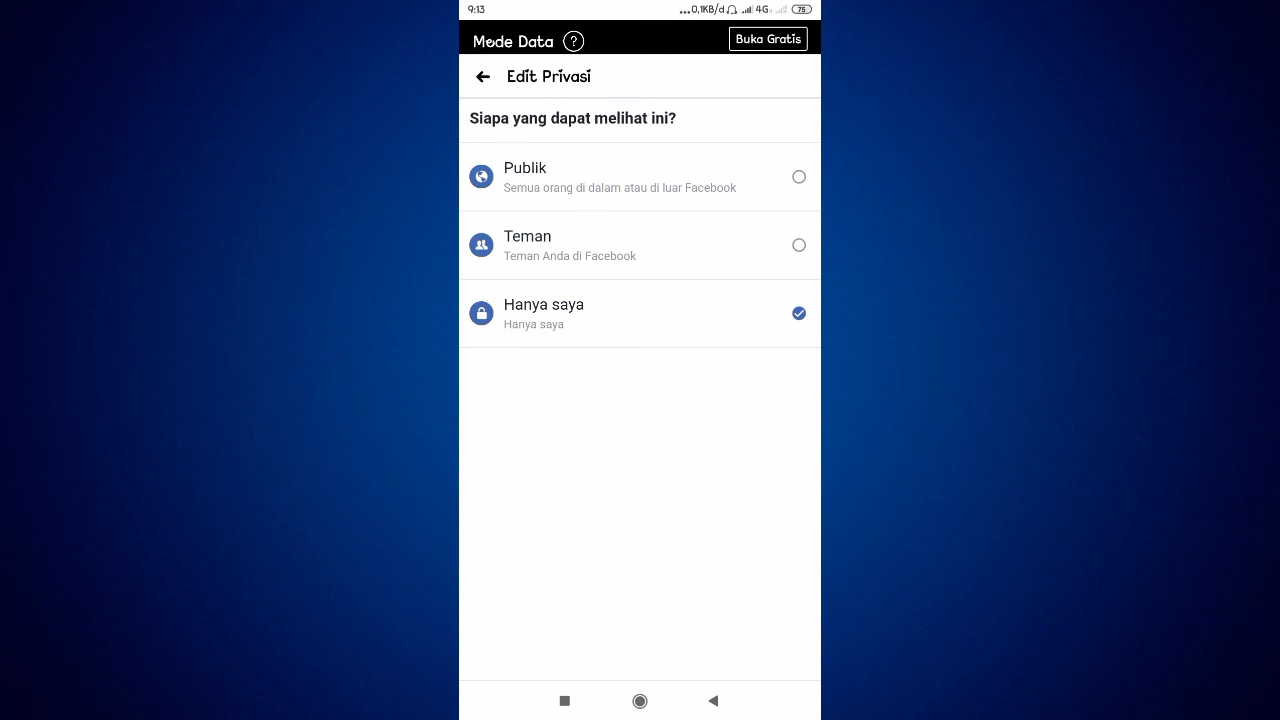 9:13
...0,1KB/d 4G 75
Mode Data ? Buka Gratis
Edit Privasi
Siapa yang dapat melihat ini?
Publik
Semua orang di dalam atau di luar Facebook
Teman
Teman Anda di Facebook
Hanya saya
Hanya saya